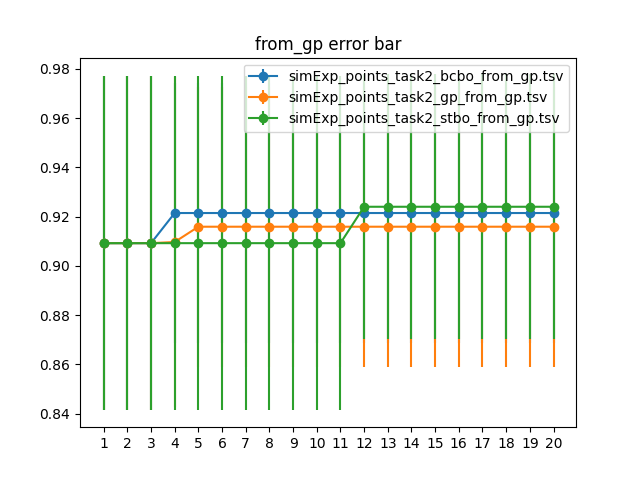 from_gp error bar
simExp_points_task2_bcbo_from_gp.tsv
simExp_points_task2_gp_from_gp.tsv
simExp_points_task2_stbo_from_gp.tsv
0.98
0.96
0.94
0.92
0.90
0.88
0.86
0.84
1 2 3 4 5 6 7 8 9 10 11 12 13 14 15 16 17 18 19 20